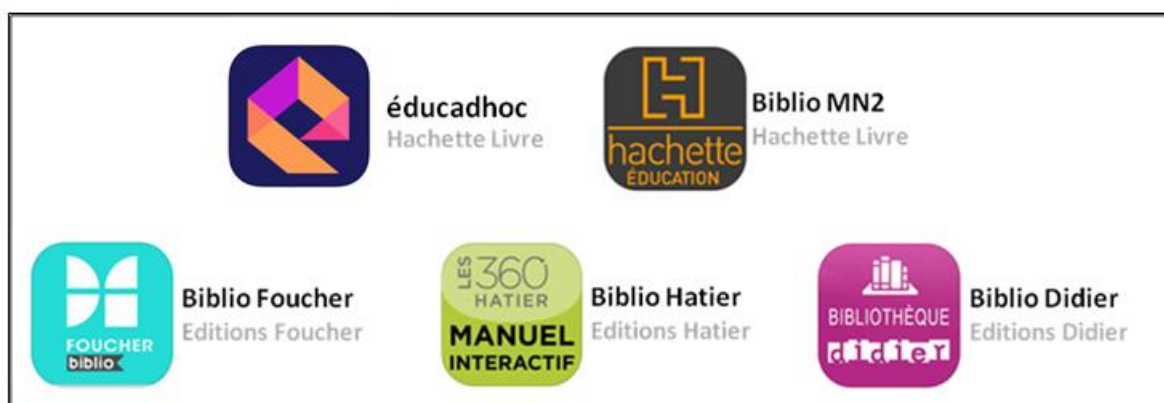 éducadhoc
Hachette Livre
hachette
ÉDUCATION
Biblio MN2
Hachette Livre
FOUCHER
biblio
Biblio Foucher
Editions Foucher
LES 360°
HATIER
MANUEL
INTERACTIF
Biblio Hatier
Editions Hatier
BIBLIOTHÈQUE
didier
Biblio Didier
Editions Didier